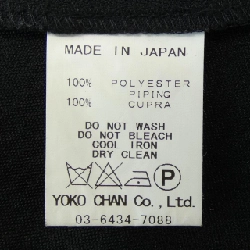 MADE IN JAPAN
100% POLYESTER
PIPING
100% CUPRA
DO NOT WASH
DO NOT BLEACH
COOL IRON
DRY CLEAN
P
YOKO CHAN Co., Ltd.
03-6434-7088